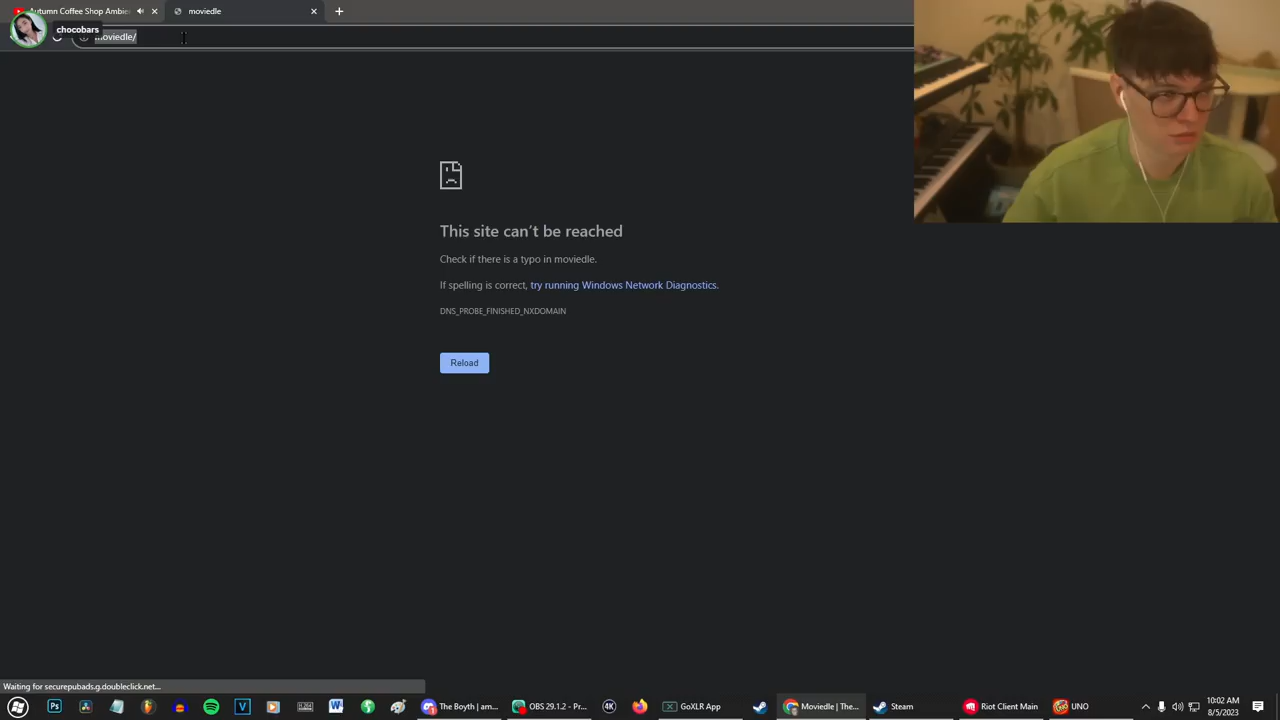 Autumn Coffee Shop Ambie
moviedle
chocobars
moviedle/
This site can't be reached
Check if there is a typo in moviedle.
If spelling is correct, try running Windows Network Diagnostics.
DNS_PROBE_FINISHED_NXDOMAIN
Reload
Waiting for securepubads.g.doubleclick.net...
The Boyth | am...
OBS 29.1.2 - Pr...
4K
GoXLR App
Moviedle | The...
Steam
Riot Client Main
UNO
10:02 AM
8/5/2023